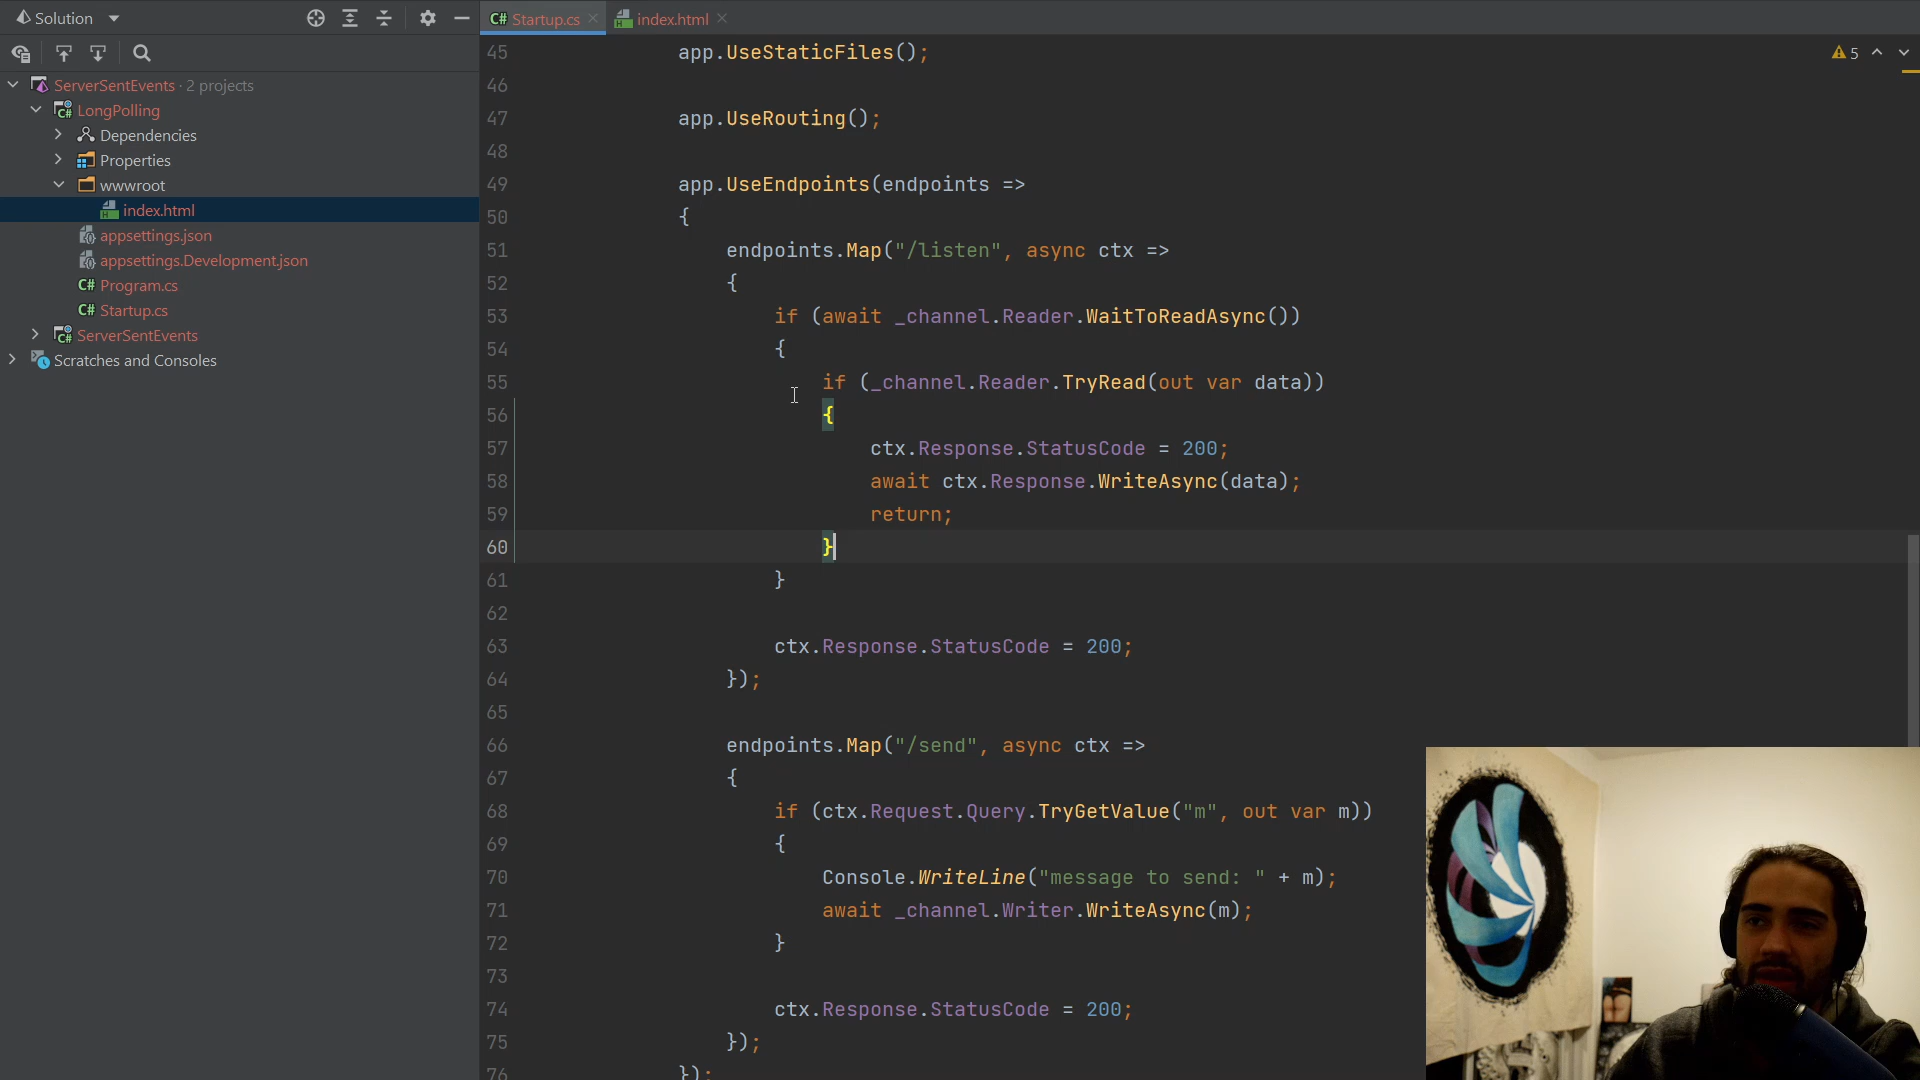 Solution
Startup.cs
index.html
ServerSentEvents · 2 projects
LongPolling
Dependencies
Properties
wwwroot
index.html
appsettings.json
appsettings.Development.json
C# Program.cs
C# Startup.cs
ServerSentEvents
Scratches and Consoles
5
45 app.UseStaticFiles();
46
47 app.UseRouting();
48
49 app.UseEndpoints(endpoints =>
50 {
51 endpoints.Map("/listen", async ctx =>
52 {
53 if (await _channel.Reader.WaitToReadAsync())
54 {
55 if (_channel.Reader.TryRead(out var data))
56 {
57 ctx.Response.StatusCode = 200;
58 await ctx.Response.WriteAsync(data);
59 return;
60 }
61 }
62
63 ctx.Response.StatusCode = 200;
64 });
65
66 endpoints.Map("/send", async ctx =>
67 {
68 if (ctx.Request.Query.TryGetValue("m", out var m))
69 {
70 Console.WriteLine("message to send: " + m);
71 await _channel.Writer.WriteAsync(m);
72 }
73
74 ctx.Response.StatusCode = 200;
75 });
76 });